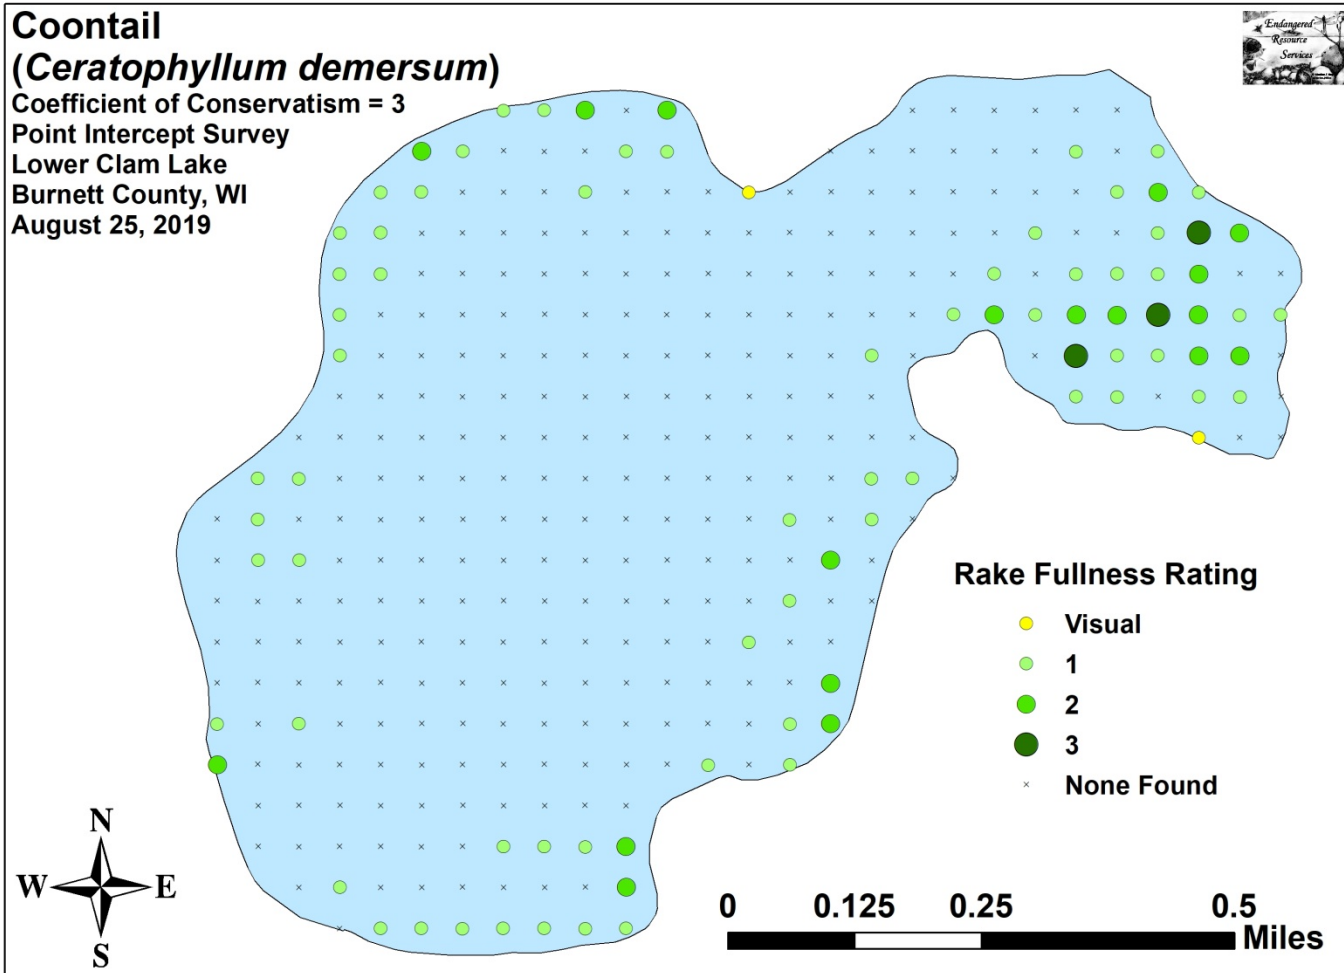 Coontail
(Ceratophyllum demersum)
Coefficient of Conservatism = 3
Point Intercept Survey
Lower Clam Lake
Burnett County, WI
August 25, 2019
Endangered
Resource
Services
Rake Fullness Rating
Visual
1
2
3
None Found
N
W E
S
0 0.125 0.25 0.5
Miles